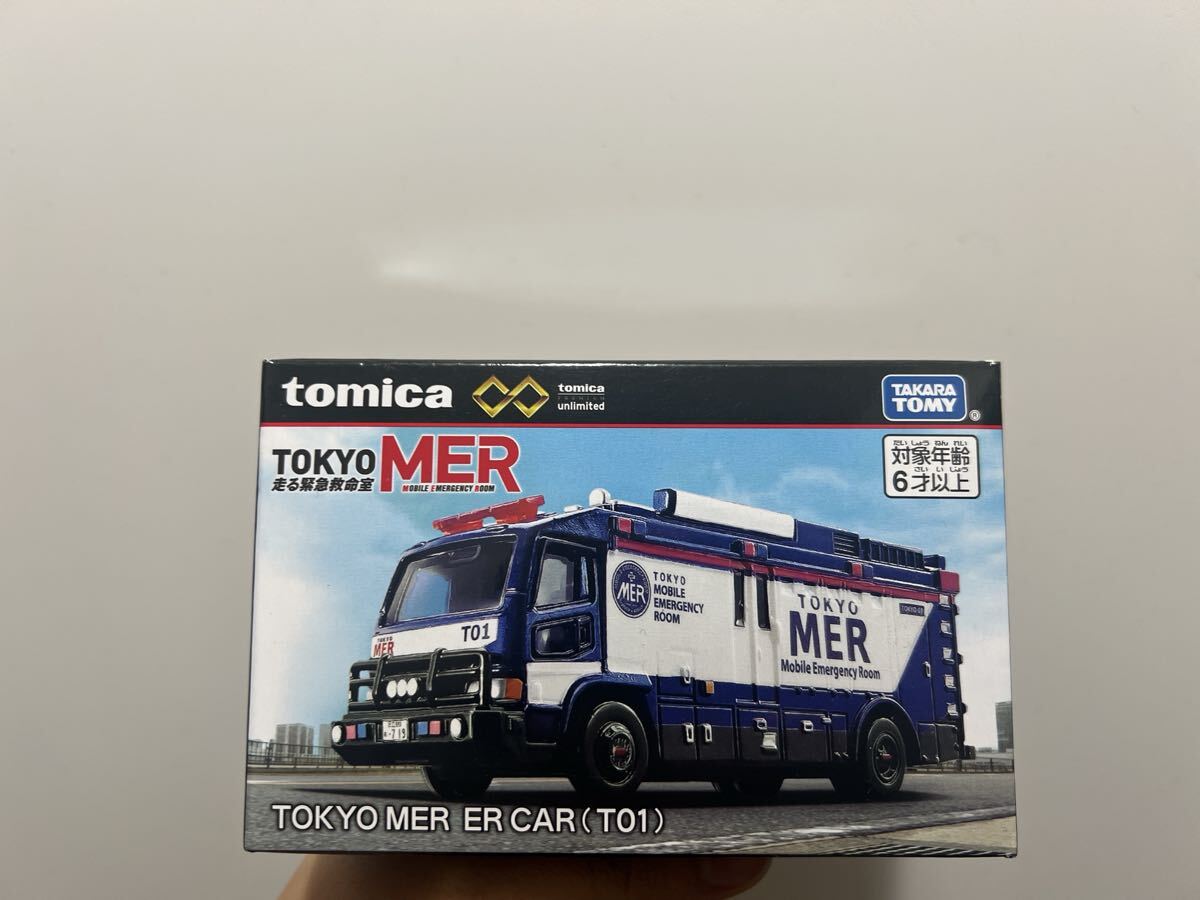 tomica
tomica
PREMIUM
unlimited
TAKARA
TOMY
®
TOKYO MER
走る緊急救命室
MOBILE EMERGENCY ROOM
たいしょうねんれい
対象年齢
さいいじょう
6才以上
MER
TOKYO
MOBILE
EMERGENCY
ROOM
TOKYO
MER
Mobile Emergency Room
TOKYO
MER
T01
・719
TOKYO MER ER CAR(T01)